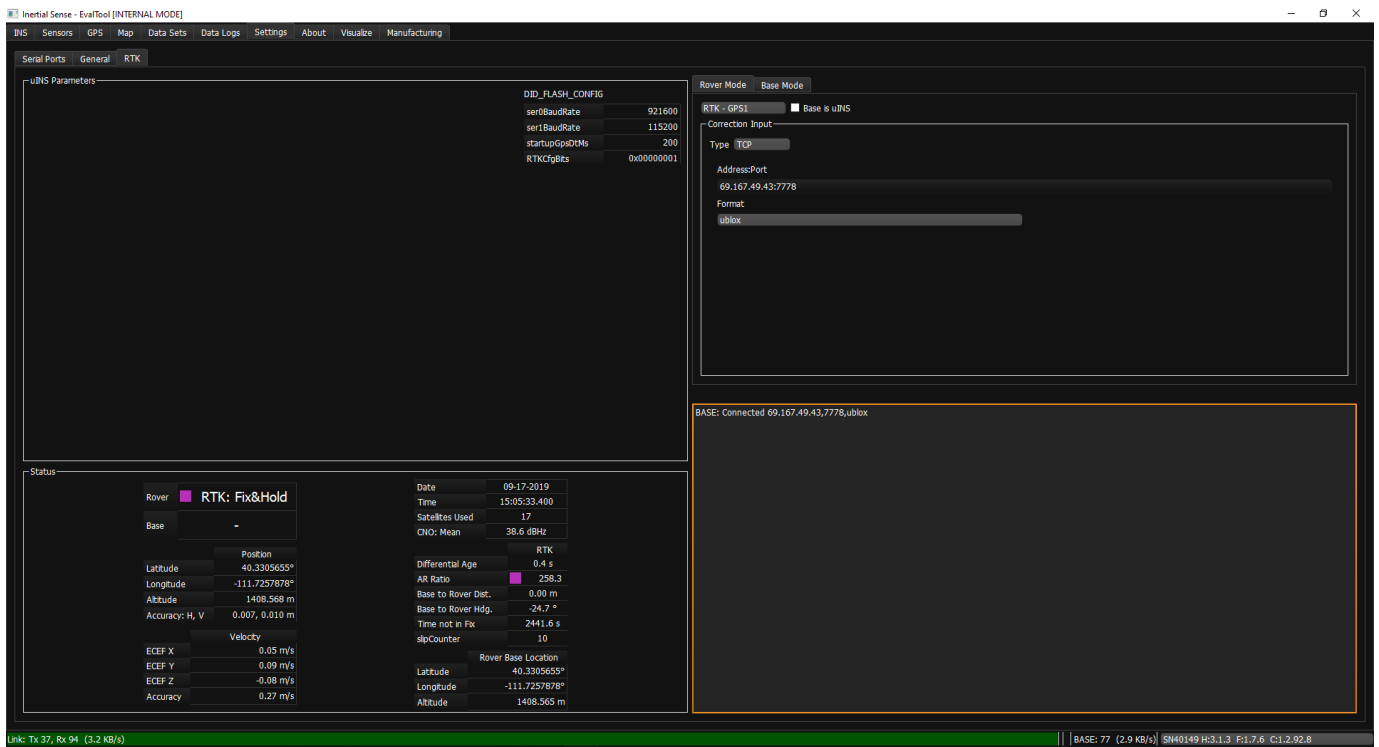 Inertial Sense - EvalTool [INTERNAL MODE]
INS Sensors GPS Map Data Sets Data Logs Settings About Visualize Manufacturing
Serial Ports General RTK
uINS Parameters
DID_FLASH_CONFIG
ser0BaudRate 921600
ser1BaudRate 115200
startupGpsDtMs 200
RTKCfgBits 0x00000001
Rover Mode Base Mode
RTK - GPS1 Base is uINS
Correction Input
Type TCP
Address:Port
69.167.49.43:7778
Format
ublox
BASE: Connected 69.167.49.43,7778,ublox
Status
Rover RTK: Fix&Hold
Base -
Position
Latitude 40.3305655°
Longitude -111.7257878°
Altitude 1408.568 m
Accuracy: H, V 0.007, 0.010 m
Velocity
ECEF X 0.05 m/s
ECEF Y 0.09 m/s
ECEF Z -0.08 m/s
Accuracy 0.27 m/s
Date 09-17-2019
Time 15:05:33.400
Satellites Used 17
CNO: Mean 38.6 dBHz
RTK
Differential Age 0.4 s
AR Ratio 258.3
Base to Rover Dist. 0.00 m
Base to Rover Hdg. -24.7 °
Time not in Fix 2441.6 s
slipCounter 10
Rover Base Location
Latitude 40.3305655°
Longitude -111.7257878°
Altitude 1408.565 m
Link: Tx 37, Rx 94 (3.2 KB/s)
BASE: 77 (2.9 KB/s)
SN40149 H:3.1.3 F:1.7.6 C:1.2.92.8